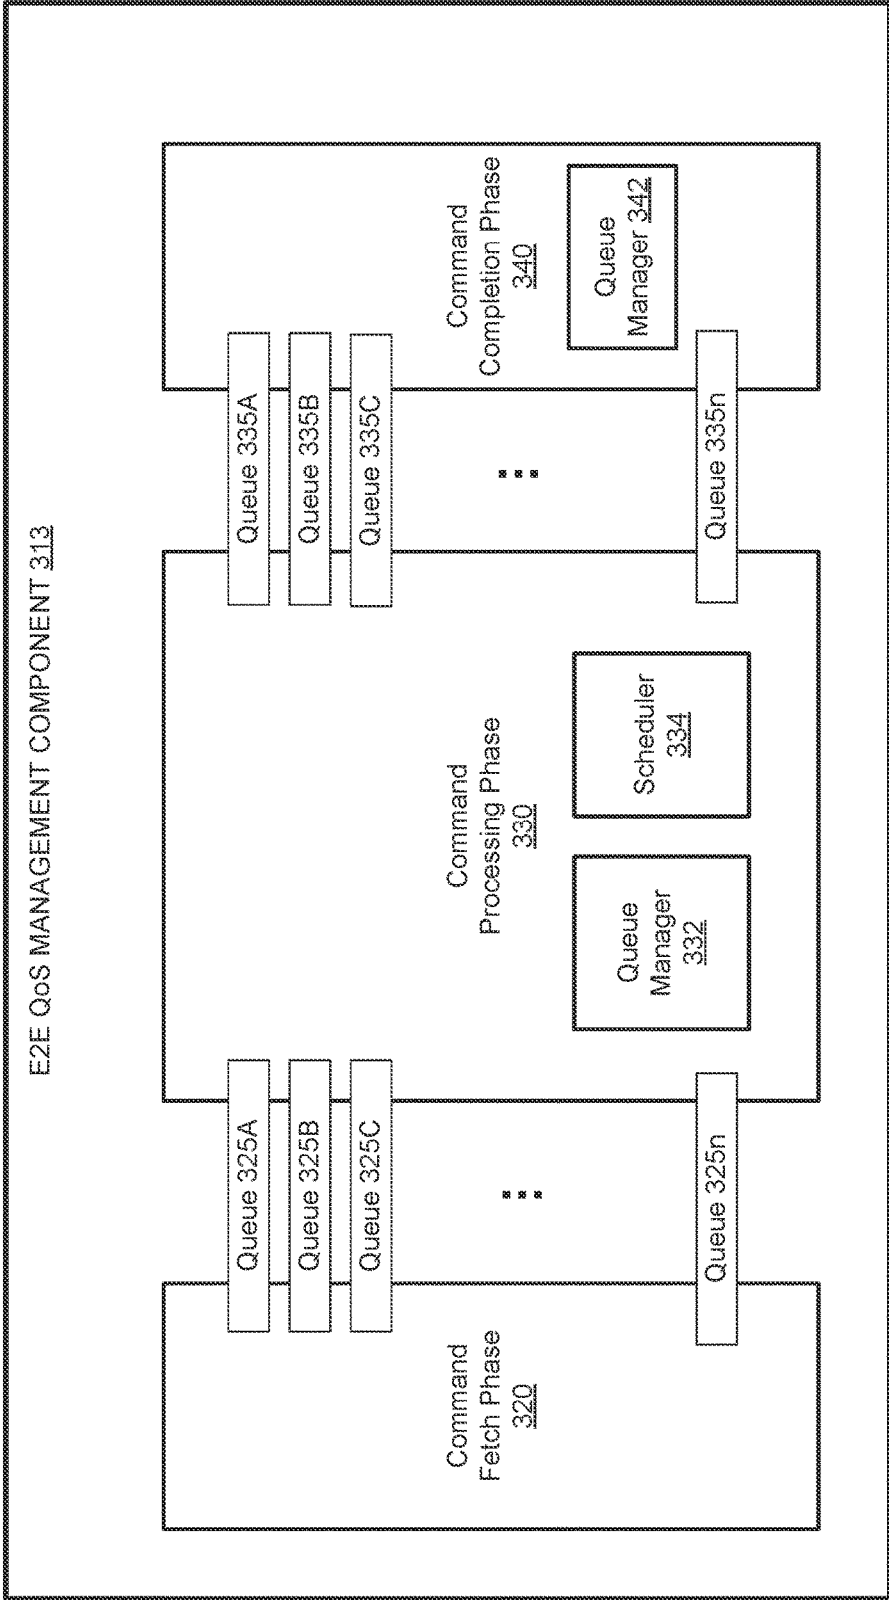 E2E QoS MANAGEMENT COMPONENT 313
Command
Fetch Phase
320
Queue 325A
Queue 325B
Queue 325C
...
Queue 325n
Command
Processing Phase
330
Queue
Manager
332
Scheduler
334
Queue 335A
Queue 335B
Queue 335C
...
Queue 335n
Command
Completion Phase
340
Queue
Manager 342